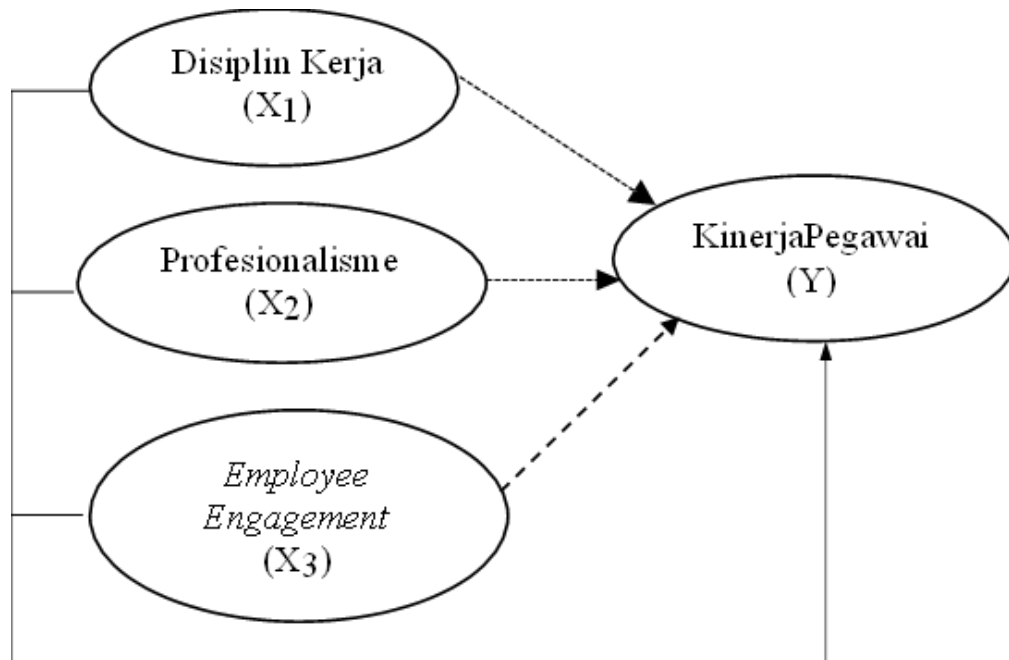 Disiplin Kerja
(X1)
Profesionalisme
(X2)
Employee
Engagement
(X3)
KinerjaPegawai
(Y)